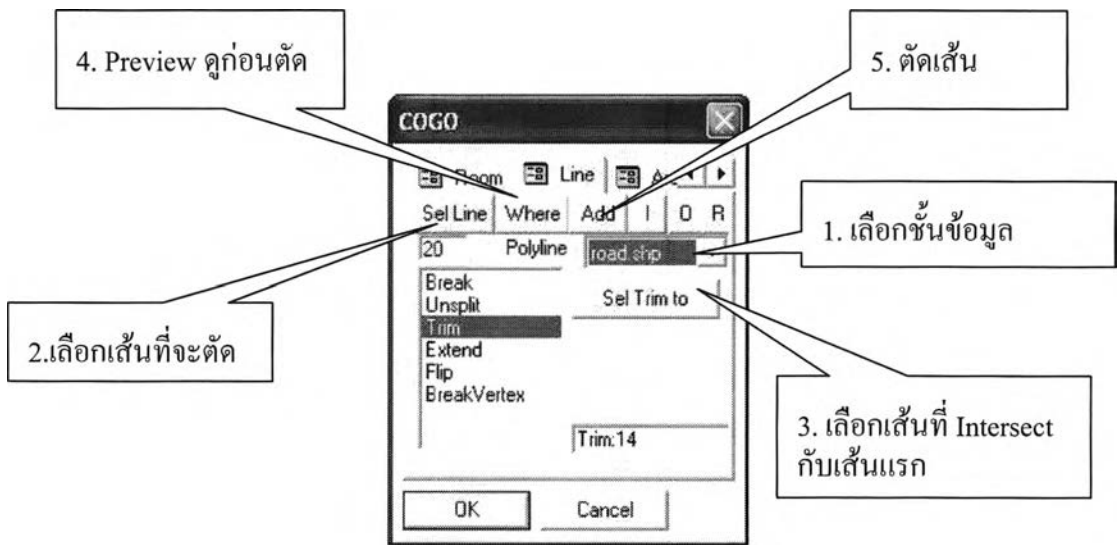 4. Preview ดูก่อนตัด
5. ตัดเส้น
COGO
Room Line
Sel Line Where Add I O R
1. เลือกชั้นข้อมูล
20 Polyline road.shp
Break
Sel Trim to
Unsplit
Trim
2.เลือกเส้นที่จะตัด
Extend
Flip
BreakVertex
3. เลือกเส้นที่ Intersect
กับเส้นแรก
Trim:14
OK Cancel